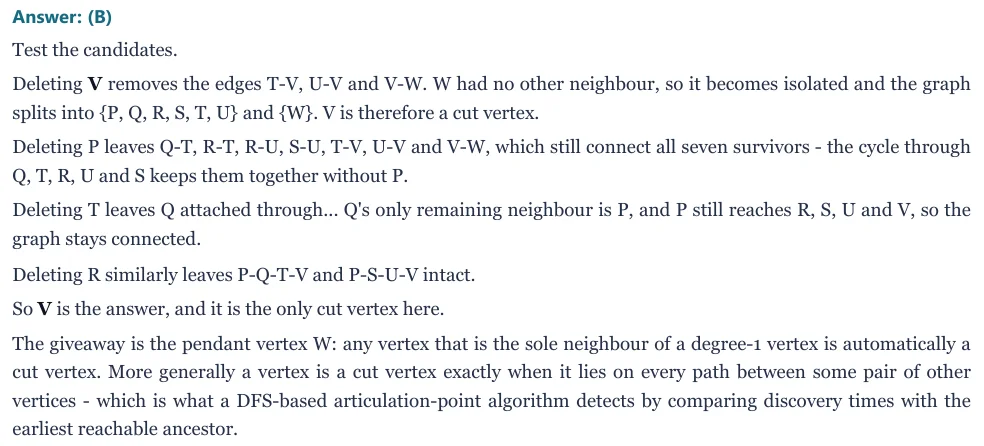 Answer: (B)
Test the candidates.
Deleting V removes the edges T-V, U-V and V-W. W had no other neighbour, so it becomes isolated and the graph
splits into {P, Q, R, S, T, U} and {W}. V is therefore a cut vertex.
Deleting P leaves Q-T, R-T, R-U, S-U, T-V, U-V and V-W, which still connect all seven survivors - the cycle through
Q, T, R, U and S keeps them together without P.
Deleting T leaves Q attached through... Q's only remaining neighbour is P, and P still reaches R, S, U and V, so the
graph stays connected.
Deleting R similarly leaves P-Q-T-V and P-S-U-V intact.
So V is the answer, and it is the only cut vertex here.
The giveaway is the pendant vertex W: any vertex that is the sole neighbour of a degree-1 vertex is automatically a
cut vertex. More generally a vertex is a cut vertex exactly when it lies on every path between some pair of other
vertices - which is what a DFS-based articulation-point algorithm detects by comparing discovery times with the
earliest reachable ancestor.